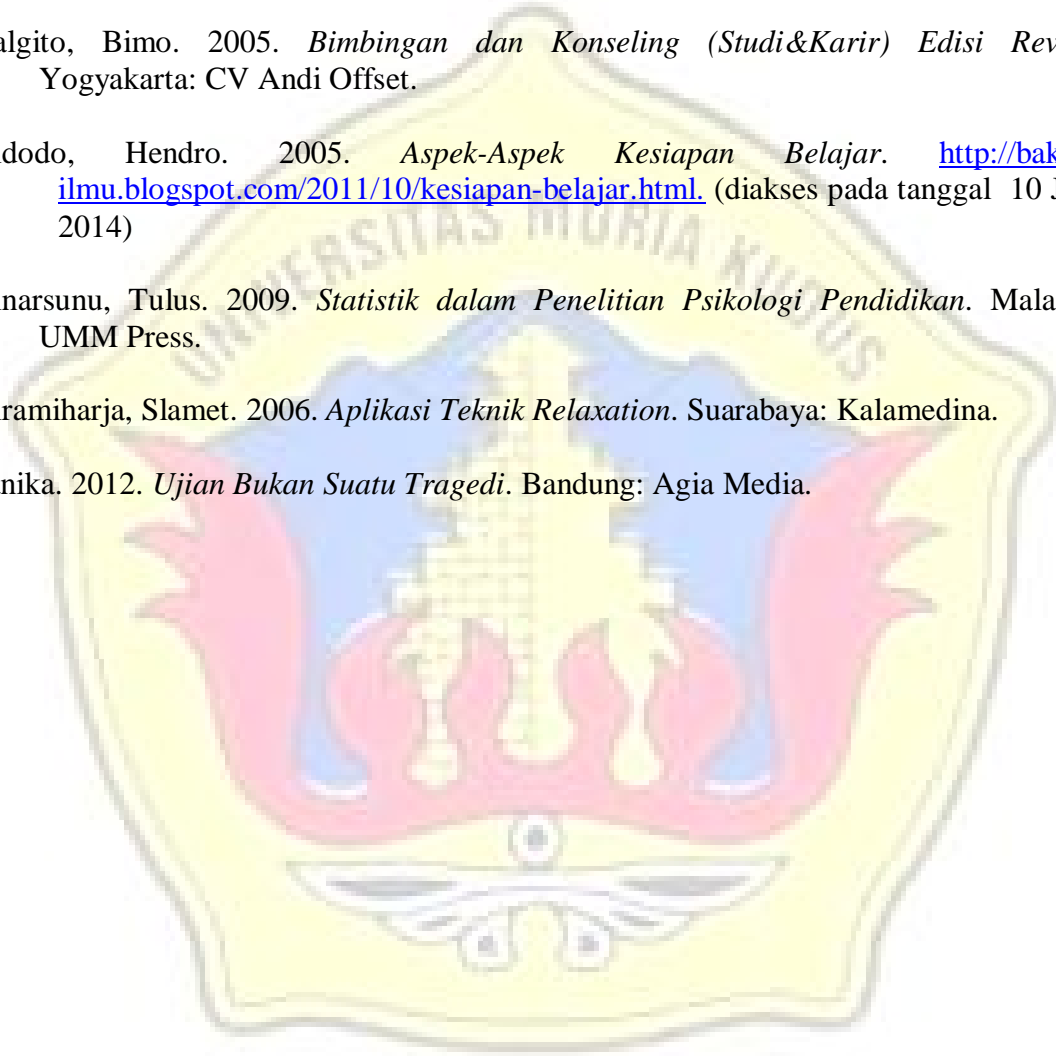 algito, Bimo. 2005. Bimbingan dan Konseling (Studi&Karir) Edisi Rev
Yogyakarta: CV Andi Offset.
dodo, Hendro. 2005. Aspek-Aspek Kesiapan Belajar. http://bak
ilmu.blogspot.com/2011/10/kesiapan-belajar.html. (diakses pada tanggal 10 J
2014)
narsunu, Tulus. 2009. Statistik dalam Penelitian Psikologi Pendidikan. Mala
UMM Press.
ramiharja, Slamet. 2006. Aplikasi Teknik Relaxation. Suarabaya: Kalamedina.
nika. 2012. Ujian Bukan Suatu Tragedi. Bandung: Agia Media.
UNIVERSITAS MURIA KUDUS